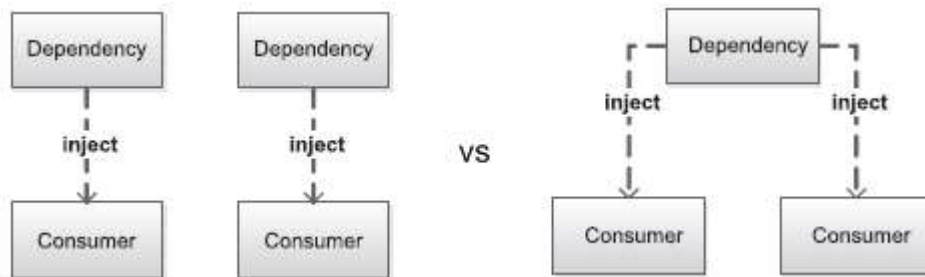 Dependency
Dependency
Dependency
inject
inject
inject
inject
vs
Consumer
Consumer
Consumer
Consumer